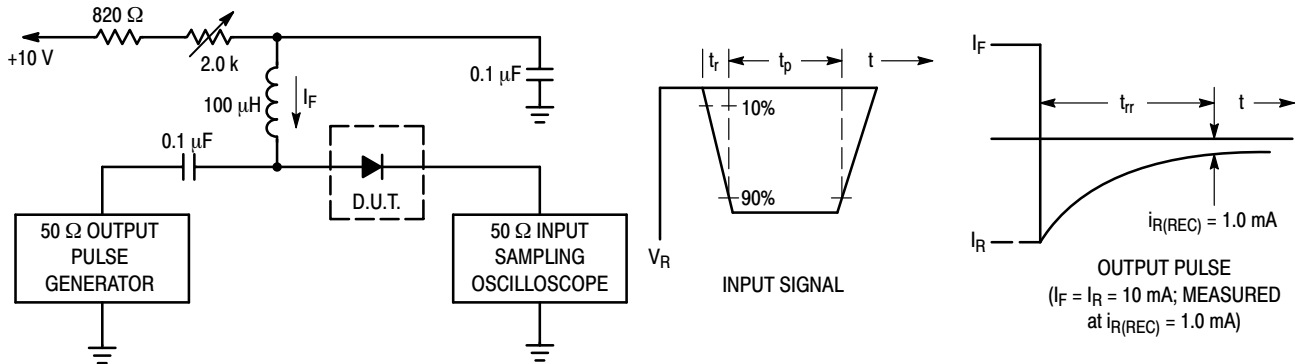 820 Ω
+10 V
2.0 k
0.1 µF
100 µH
I_F
0.1 µF
D.U.T.
50 Ω OUTPUT
PULSE
GENERATOR
50 Ω INPUT
SAMPLING
OSCILLOSCOPE
t_r
t_p
t
10%
90%
V_R
INPUT SIGNAL
I_F
t_rr
t
I_R
i_R(REC) = 1.0 mA
OUTPUT PULSE
(I_F = I_R = 10 mA; MEASURED
at i_R(REC) = 1.0 mA)